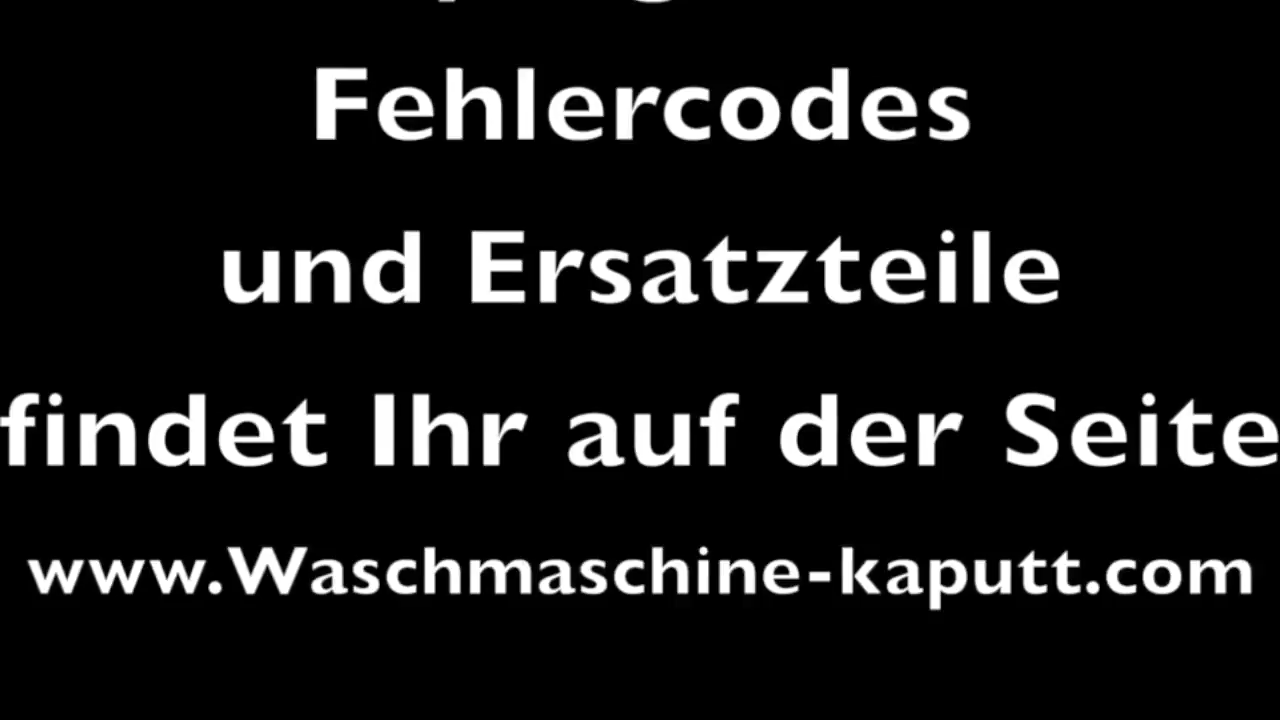 Fehlercodes
und Ersatzteile
findet Ihr auf der Seite
www.Waschmaschine-kaputt.com